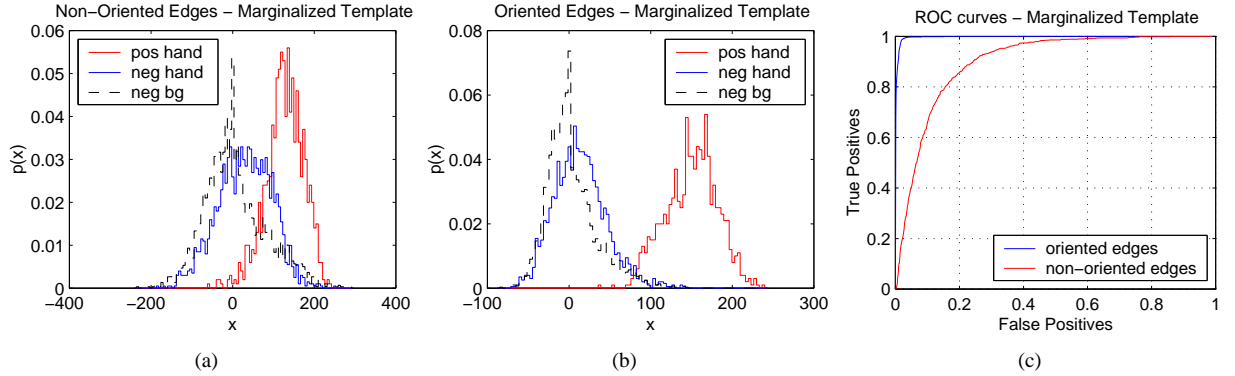 Non−Oriented Edges − Marginalized Template
0.06
0.05
0.04
0.03
0.02
0.01
0
p(x)
pos hand
neg hand
neg bg
−400
−200
0
200
400
x
(a)
Oriented Edges − Marginalized Template
0.08
0.06
0.04
0.02
0
p(x)
pos hand
neg hand
neg bg
−100
0
100
200
300
x
(b)
ROC curves − Marginalized Template
1
0.8
0.6
0.4
0.2
0
True Positives
oriented edges
non−oriented edges
0
0.2
0.4
0.6
0.8
1
False Positives
(c)